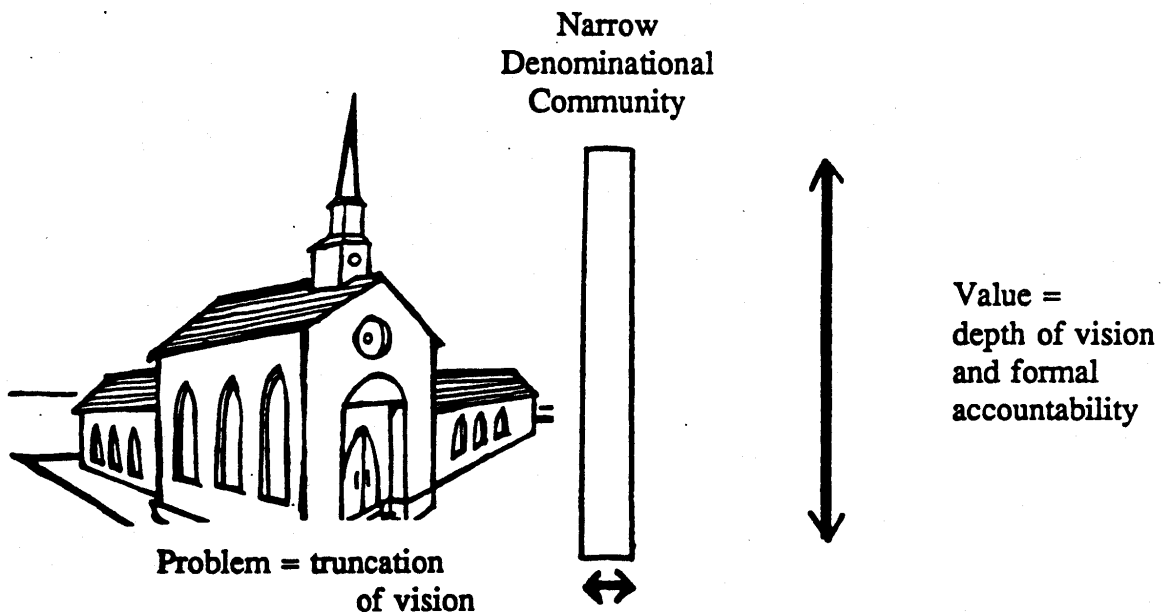 Narrow
Denominational
Community
Value =
depth of vision
and formal
accountability
Problem = truncation
of vision